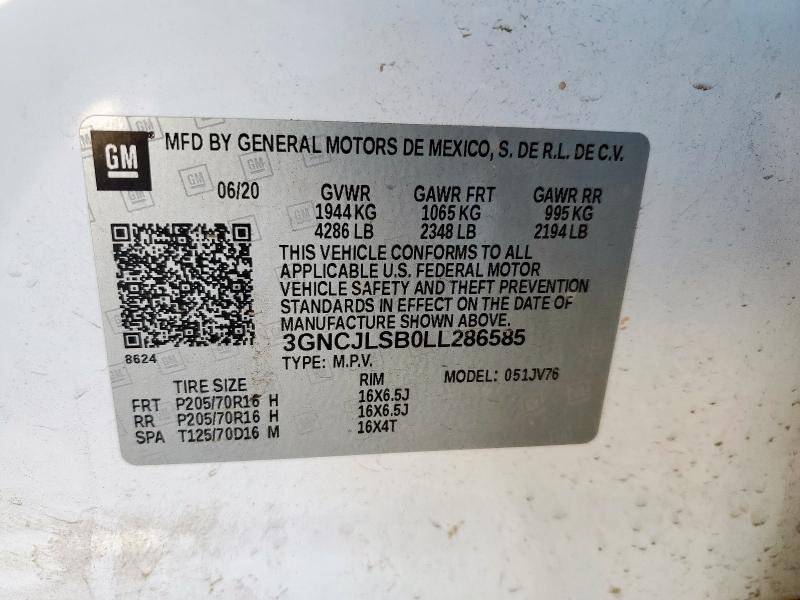 GM MFD BY GENERAL MOTORS DE MEXICO, S. DE R.L. DE C.V.
06/20 GVWR GAWR FRT GAWR RR
1944 KG 1065 KG 995 KG
4286 LB 2348 LB 2194 LB
THIS VEHICLE CONFORMS TO ALL
APPLICABLE U.S. FEDERAL MOTOR
VEHICLE SAFETY AND THEFT PREVENTION
STANDARDS IN EFFECT ON THE DATE OF
MANUFACTURE SHOWN ABOVE.
3GNCJLSB0LL286585
8624
TYPE: M.P.V. MODEL: 051JV76
TIRE SIZE RIM
FRT P205/70R16 H 16X6.5J
RR P205/70R16 H 16X6.5J
SPA T125/70D16 M 16X4T